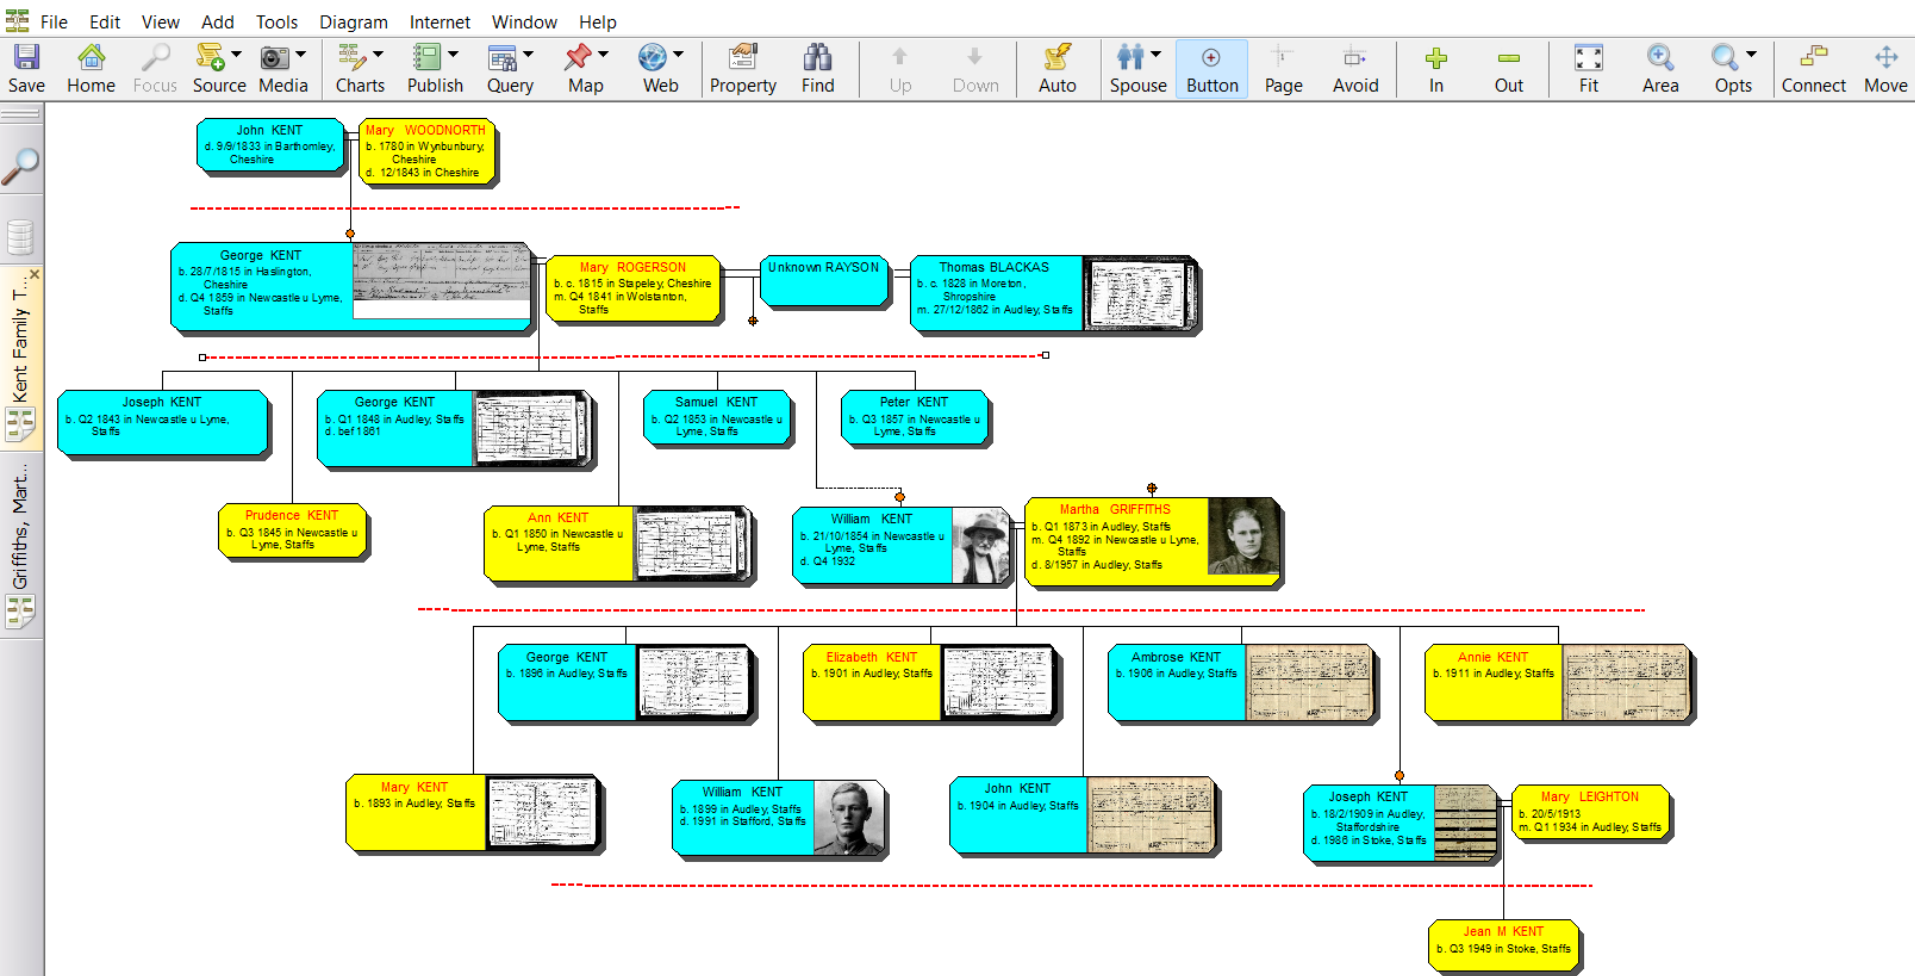 File Edit View Add Tools Diagram Internet Window Help
Save Home Focus Source Media Charts Publish Query Map Web Property Find Up Down Auto Spouse Button Page Avoid In Out Fit Area Opts Connect Move
Kent Family T...
Griffiths, Mart...
John KENT
d. 9/9/1833 in Barthomley,
Cheshire
Mary WOODNORTH
b. 1780 in Wynbunbury,
Cheshire
d. 12/1843 in Cheshire
George KENT
b. 28/7/1815 in Haslington,
Cheshire
d. Q4 1859 in Newcastle u Lyme,
Staffs
Mary ROGERSON
b. c. 1815 in Stapeley, Cheshire
m. Q4 1841 in Wolstanton,
Staffs
Unknown RAYSON
Thomas BLACKAS
b. c. 1828 in Moreton,
Shropshire
m. 27/12/1862 in Audley, Staffs
Joseph KENT
b. Q2 1843 in Newcastle u Lyme,
Staffs
George KENT
b. Q1 1848 in Audley, Staffs
d. bef 1861
Samuel KENT
b. Q2 1853 in Newcastle u
Lyme, Staffs
Peter KENT
b. Q3 1857 in Newcastle u
Lyme, Staffs
Prudence KENT
b. Q3 1845 in Newcastle u
Lyme, Staffs
Ann KENT
b. Q1 1850 in Newcastle u
Lyme, Staffs
William KENT
b. 21/10/1854 in Newcastle u
Lyme, Staffs
d. Q4 1932
Martha GRIFFITHS
b. Q1 1873 in Audley, Staffs
m. Q4 1892 in Newcastle u Lyme,
Staffs
d. 8/1957 in Audley, Staffs
George KENT
b. 1896 in Audley, Staffs
Elizabeth KENT
b. 1901 in Audley, Staffs
Ambrose KENT
b. 1906 in Audley, Staffs
Annie KENT
b. 1911 in Audley, Staffs
Mary KENT
b. 1893 in Audley, Staffs
William KENT
b. 1899 in Audley, Staffs
d. 1991 in Stafford, Staffs
John KENT
b. 1904 in Audley, Staffs
Joseph KENT
b. 18/2/1909 in Audley,
Staffordshire
d. 1986 in Stoke, Staffs
Mary LEIGHTON
b. 20/5/1913
m. Q1 1934 in Audley, Staffs
Jean M KENT
b. Q3 1949 in Stoke, Staffs